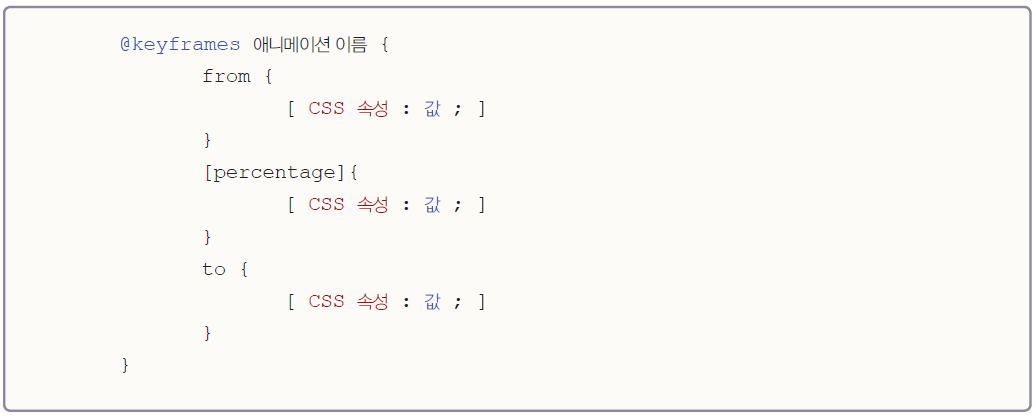 @keyframes 애니메이션 이름 {
from {
[ CSS 속성 : 값 ; ]
}
[percentage]{
[ CSS 속성 : 값 ; ]
}
to {
[ CSS 속성 : 값 ; ]
}
}